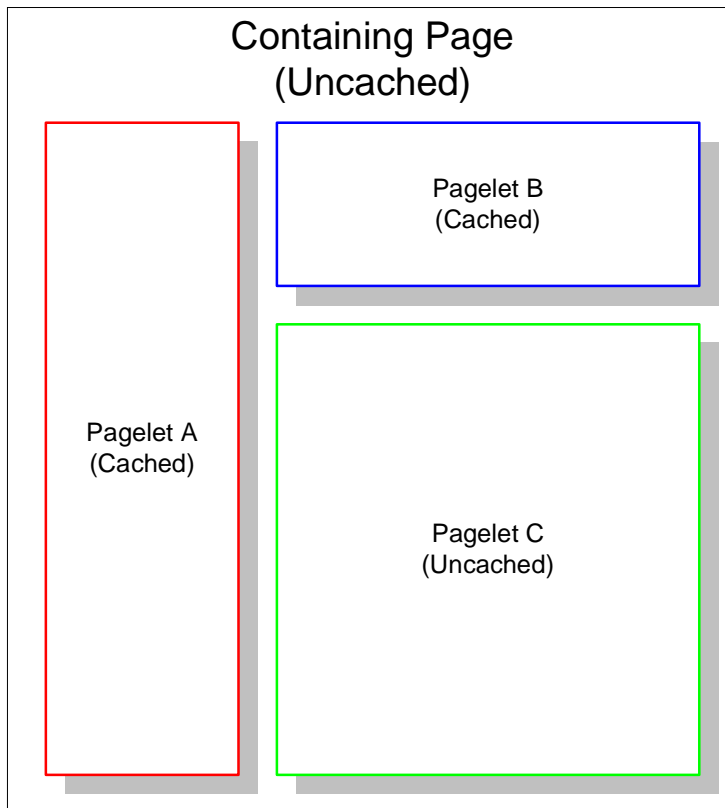 Containing Page
(Uncached)
Pagelet B
(Cached)
Pagelet A
(Cached)
Pagelet C
(Uncached)